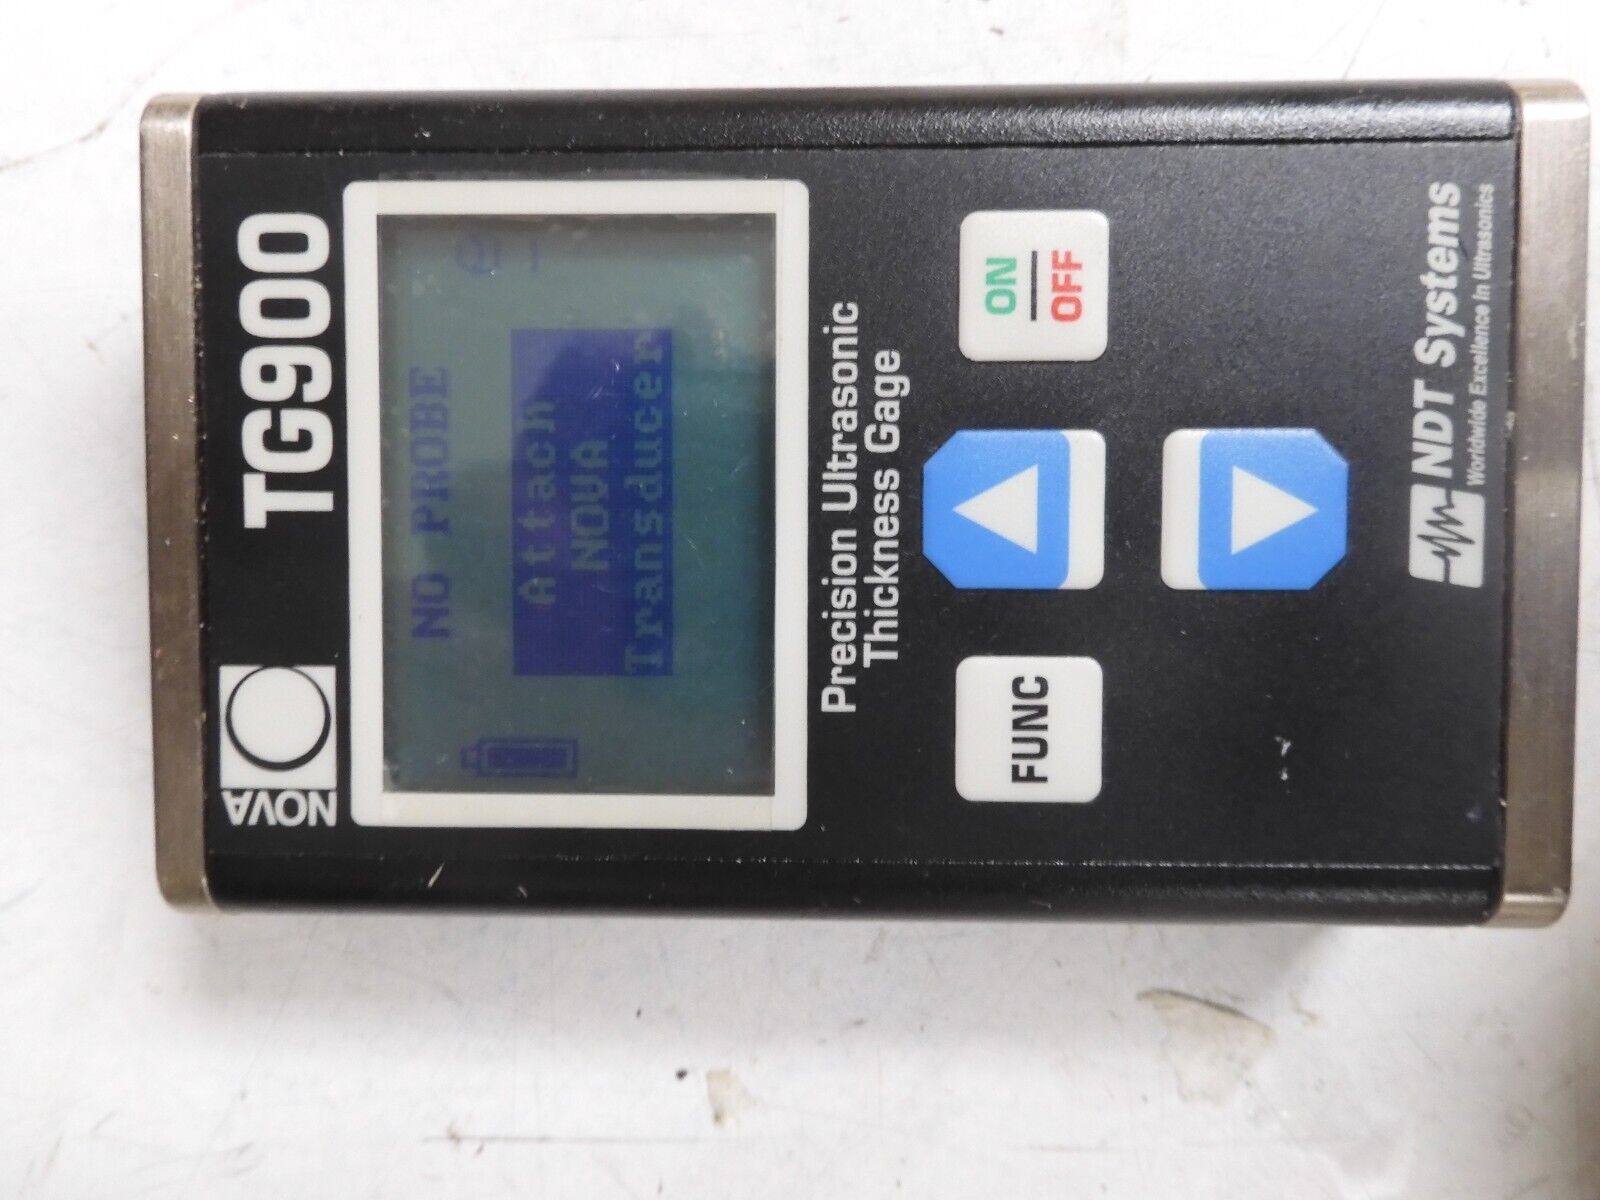 NOVA
TG900
NO PROBE
Attach
NOVA
Transducer
Precision Ultrasonic
Thickness Gage
FUNC
ON
OFF
NDT Systems
Worldwide Excellence In Ultrasonics